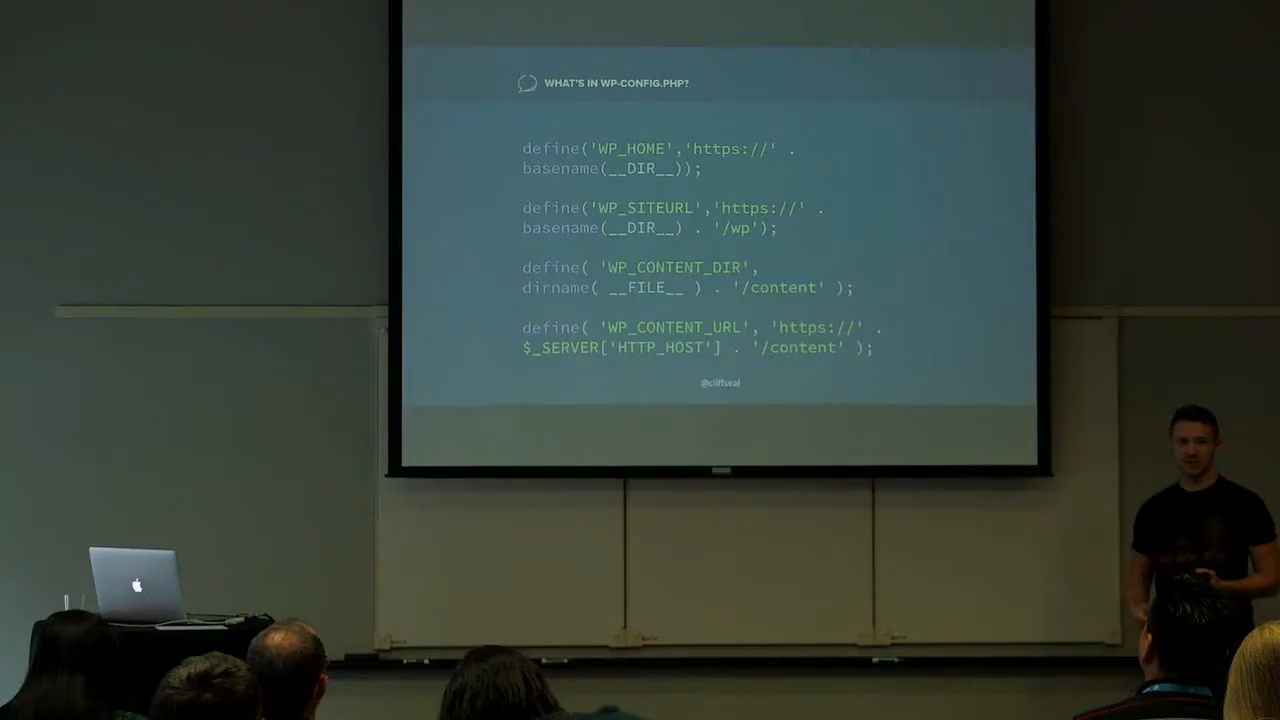 WHAT'S IN WP-CONFIG.PHP?
define('WP_HOME','https://' .
basename(__DIR__));
define('WP_SITEURL','https://' .
basename(__DIR__) . '/wp');
define( 'WP_CONTENT_DIR',
dirname( __FILE__ ) . '/content' );
define( 'WP_CONTENT_URL', 'https://' .
$_SERVER['HTTP_HOST'] . '/content' );
@cliffseal